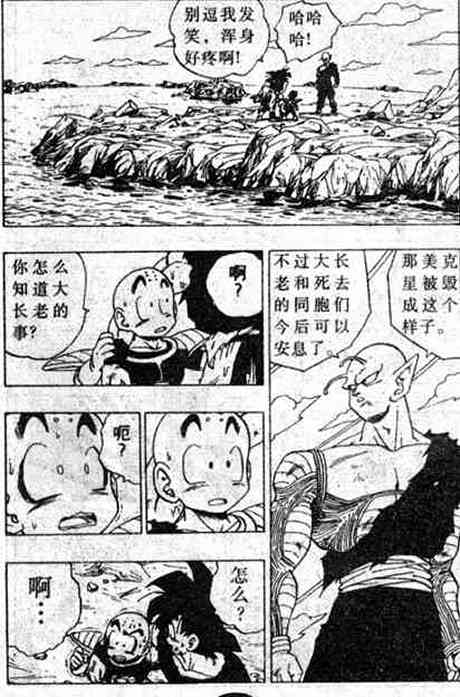 哈哈
哈!
别逗我发
笑，浑身
好疼啊!
那美克
星被毁
成这个
样子。
不过大长
老和死去
的同胞们
今后可以
安息了。
啊?
你怎么
知道大
长老的
事?
呃?
怎么?
啊…